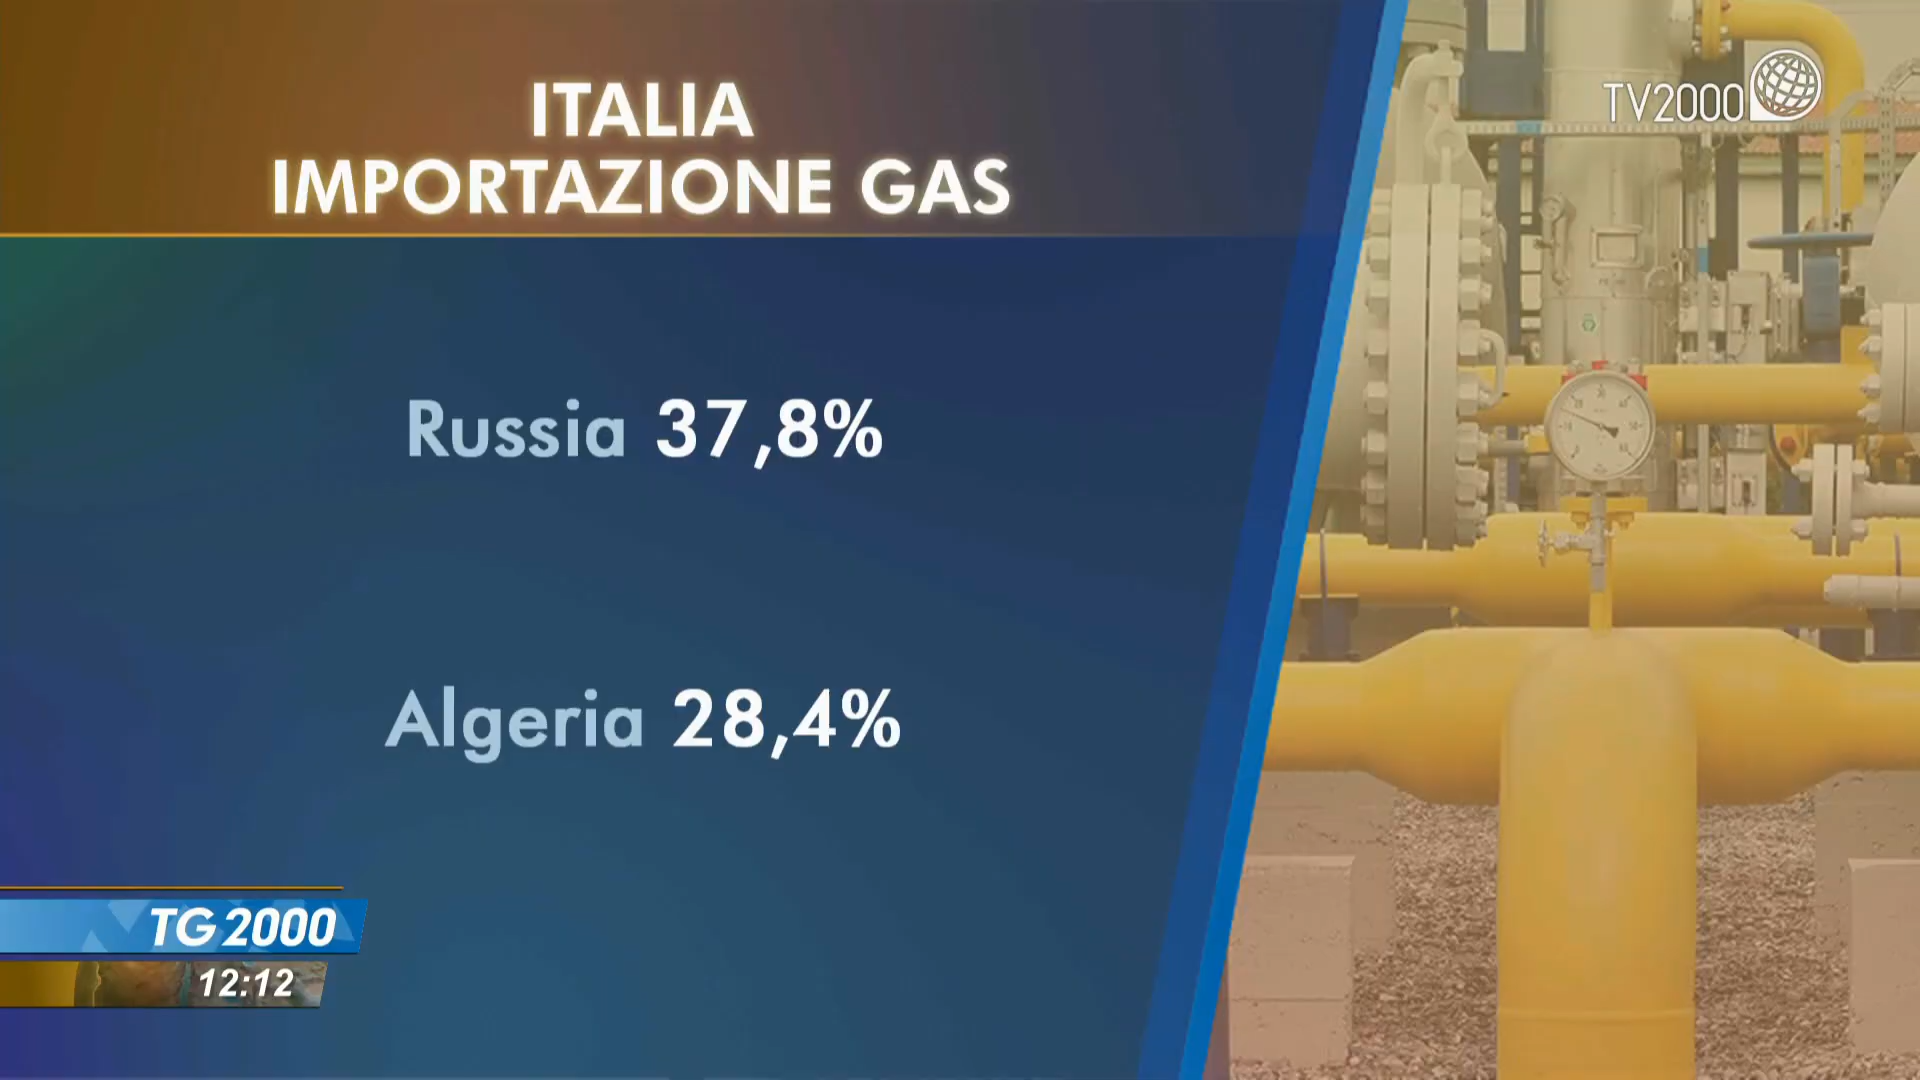 ITALIA
IMPORTAZIONE GAS
TV2000
Russia 37,8%
Algeria 28,4%
TG 2000
12:12